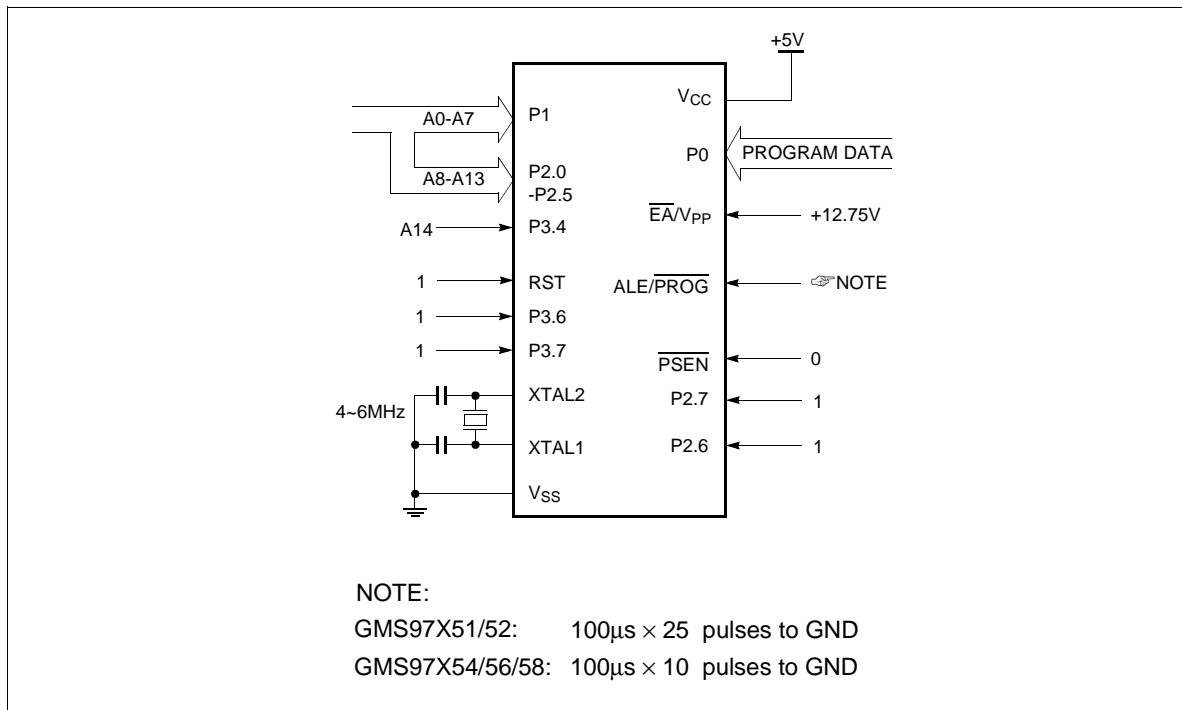 +5V
VCC
A0-A7
P1
P0
PROGRAM DATA
A8-A13
P2.0
-P2.5
EA/VPP
+12.75V
A14
P3.4
1
RST
ALE/PROG
☞NOTE
1
P3.6
1
P3.7
PSEN
0
4~6MHz
XTAL2
P2.7
1
XTAL1
P2.6
1
VSS
NOTE:
GMS97X51/52: 100μs × 25 pulses to GND
GMS97X54/56/58: 100μs × 10 pulses to GND